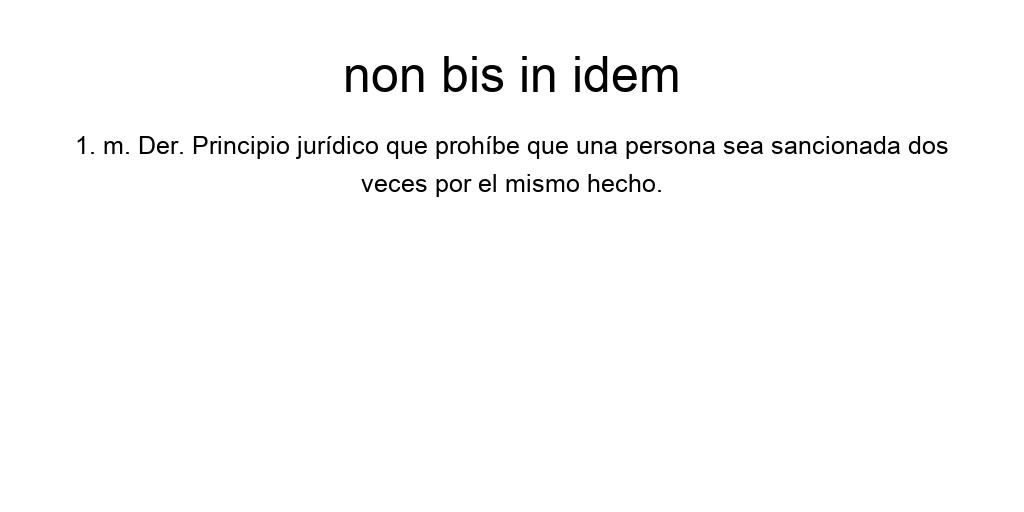 non bis in idem
1. m. Der. Principio jurídico que prohíbe que una persona sea sancionada dos
veces por el mismo hecho.